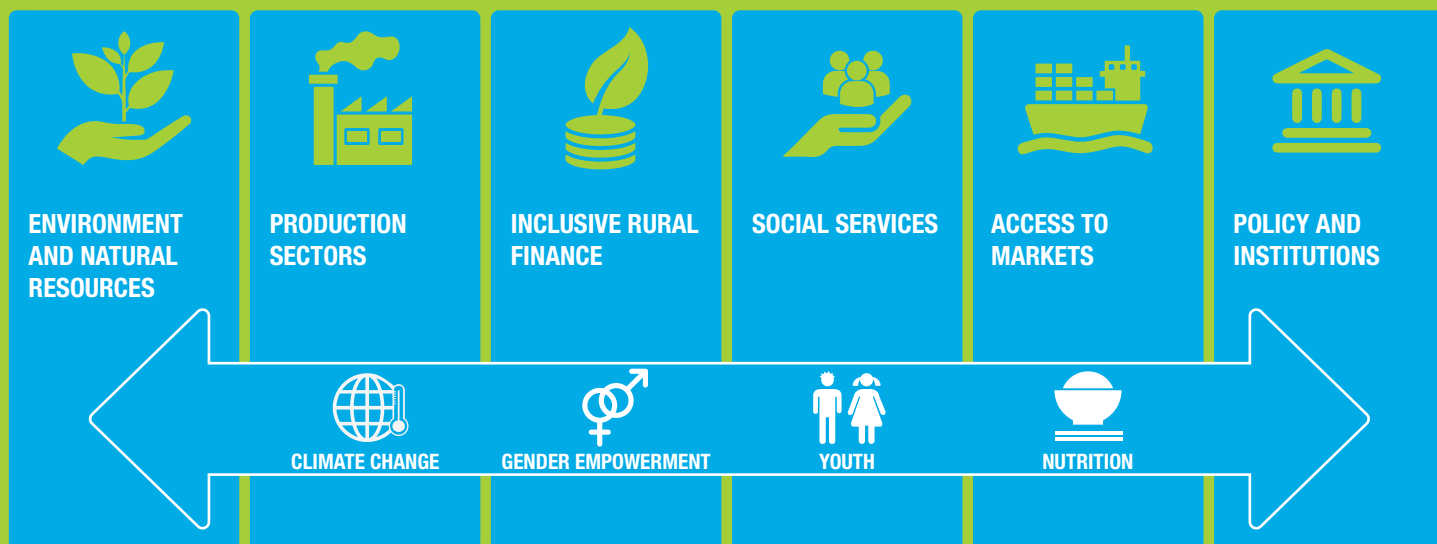 ENVIRONMENT
AND NATURAL
RESOURCES
PRODUCTION
SECTORS
INCLUSIVE RURAL
FINANCE
SOCIAL SERVICES
ACCESS TO
MARKETS
POLICY AND
INSTITUTIONS
CLIMATE CHANGE
GENDER EMPOWERMENT
YOUTH
NUTRITION